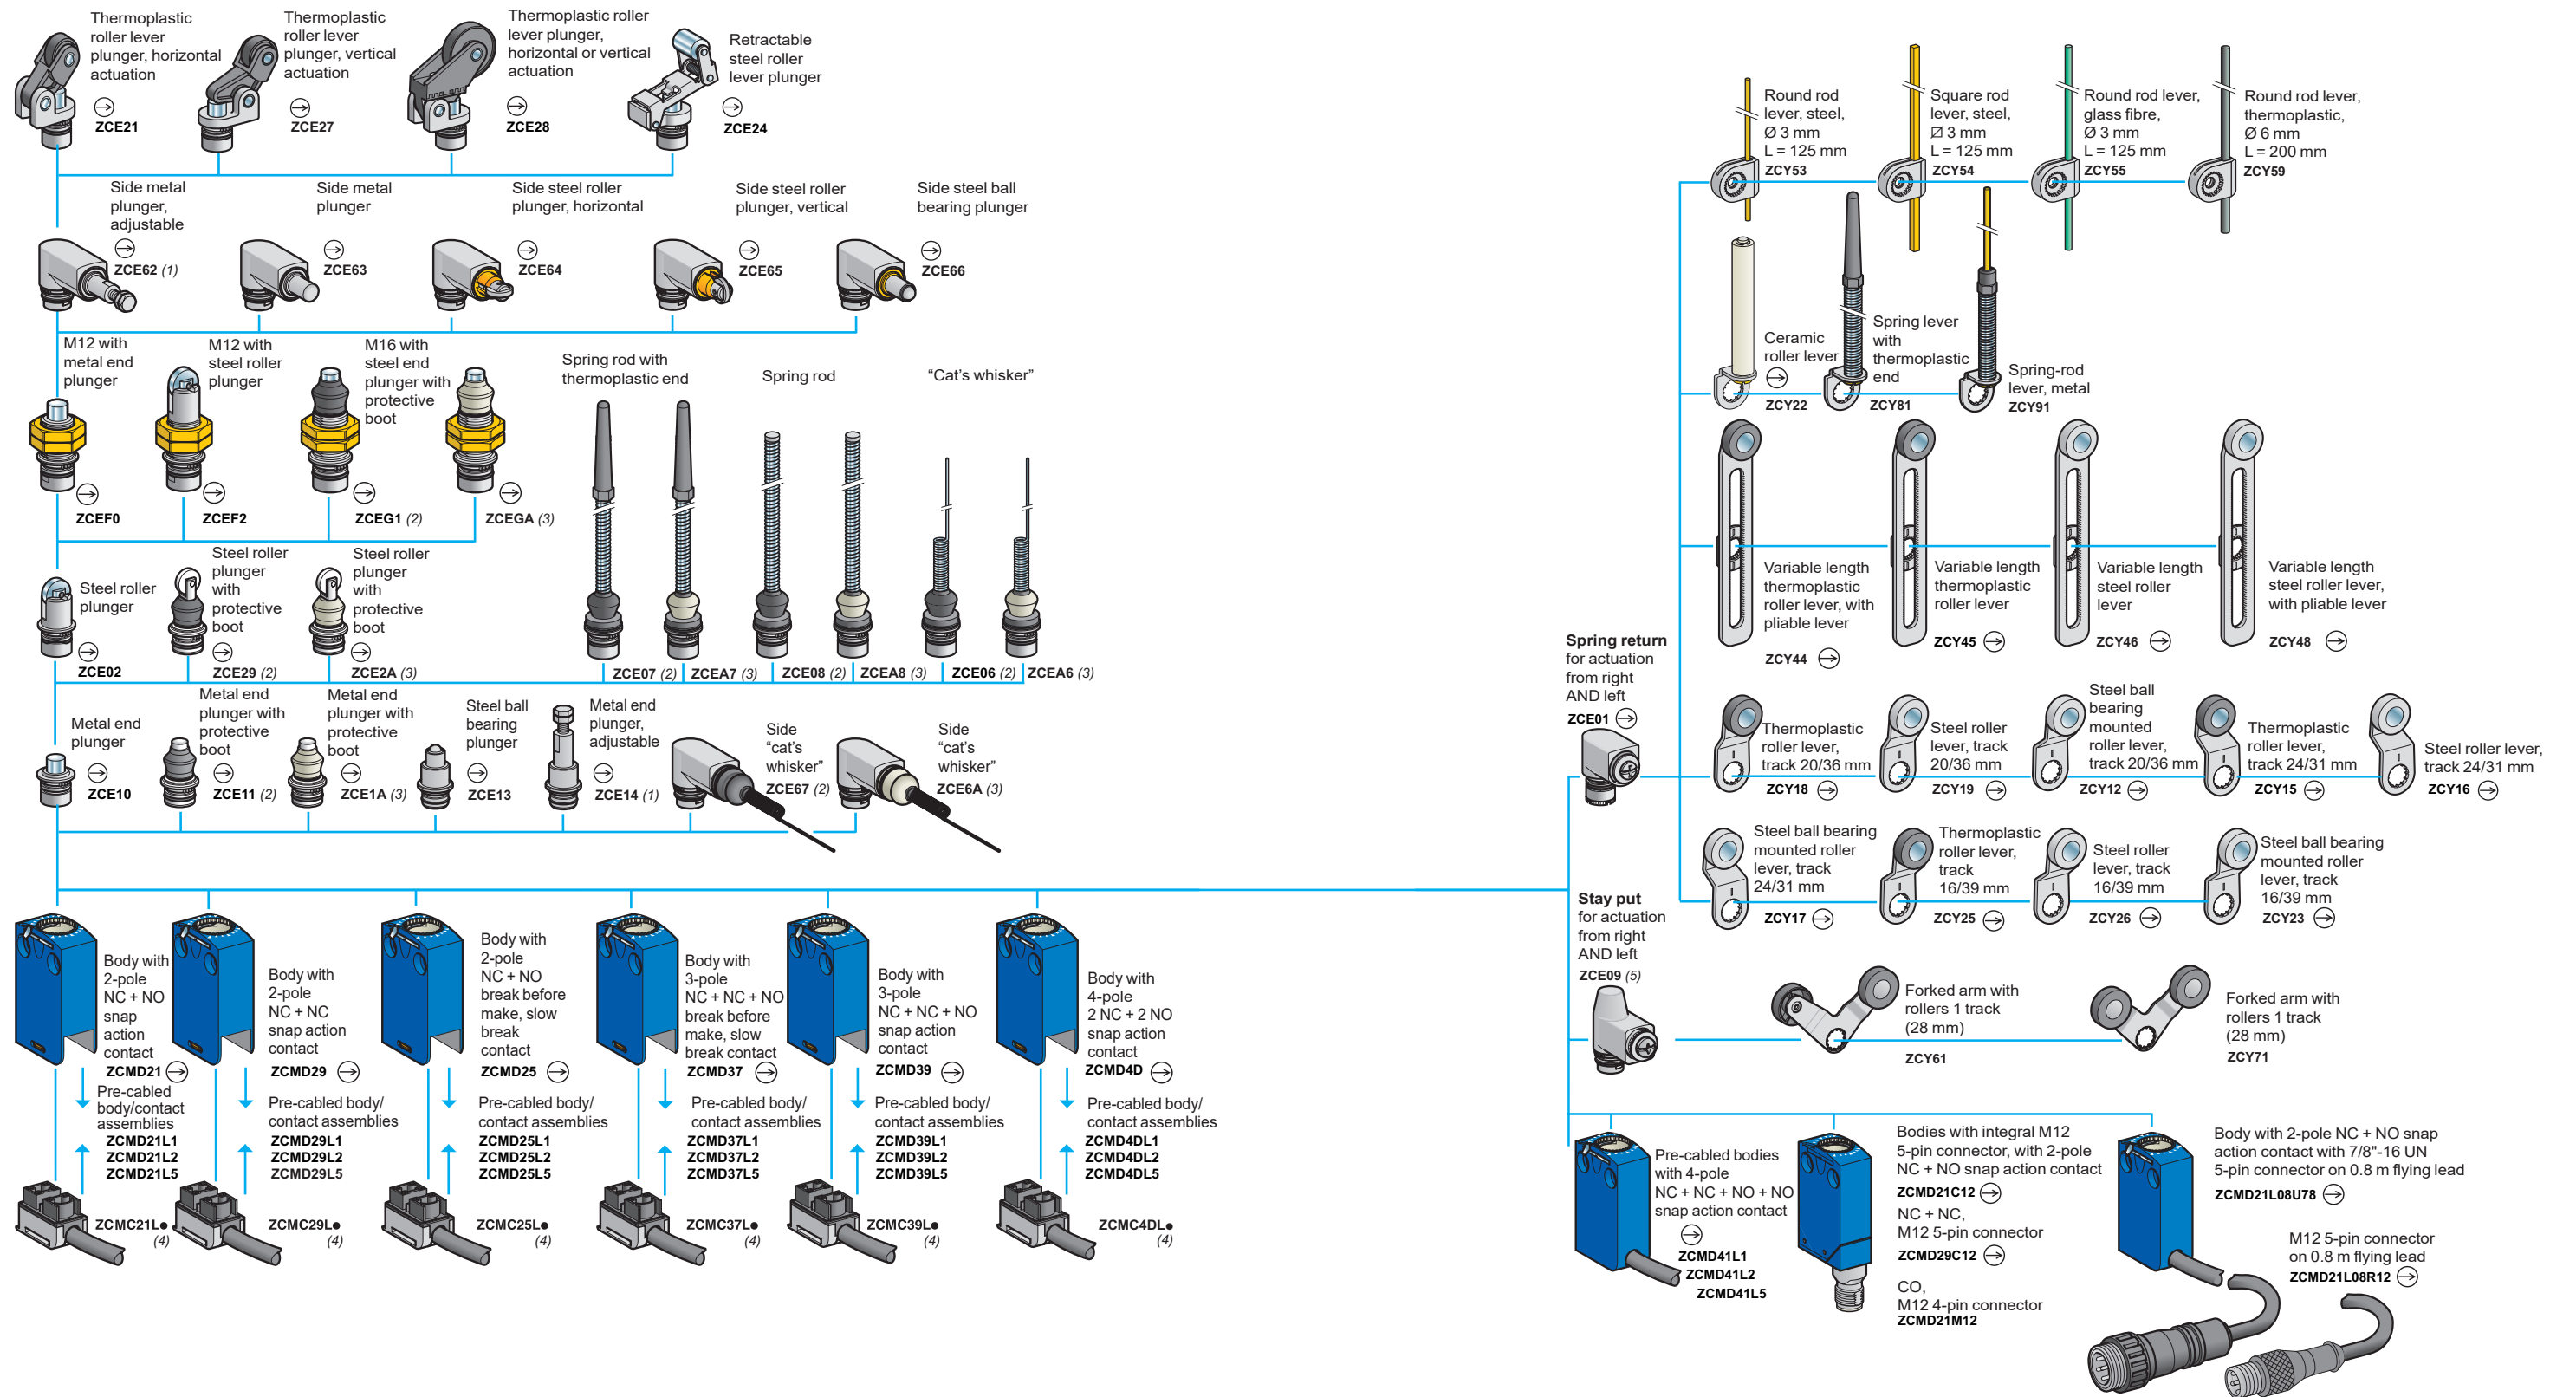 Thermoplastic
roller lever
plunger, horizontal
actuation
ZCE21
Thermoplastic
roller lever
plunger, vertical
actuation
ZCE27
Thermoplastic roller
lever plunger,
horizontal or vertical
actuation
ZCE28
Retractable
steel roller
lever plunger
ZCE24
Side metal
plunger,
adjustable
ZCE62 (1)
Side metal
plunger
ZCE63
Side steel roller
plunger, horizontal
ZCE64
Side steel roller
plunger, vertical
ZCE65
Side steel ball
bearing plunger
ZCE66
M12 with
metal end
plunger
ZCEF0
M12 with
steel roller
plunger
ZCEF2
M16 with
steel end
plunger with
protective
boot
ZCEG1 (2)
ZCEGA (3)
Spring rod with
thermoplastic end
Spring rod
“Cat’s whisker”
Steel roller
plunger
ZCE02
Steel roller
plunger
with
protective
boot
ZCE29 (2)
Steel roller
plunger
with
protective
boot
ZCE2A (3)
ZCE07 (2)
ZCEA7 (3)
ZCE08 (2)
ZCEA8 (3)
ZCE06 (2)
ZCEA6 (3)
Metal end
plunger
ZCE10
Metal end
plunger with
protective
boot
ZCE11 (2)
Metal end
plunger with
protective
boot
ZCE1A (3)
Steel ball
bearing
plunger
ZCE13
Metal end
plunger,
adjustable
ZCE14 (1)
Side
“cat’s
whisker”
ZCE67 (2)
Side
“cat’s
whisker”
ZCE6A (3)
Body with
2-pole
NC + NO
snap
action
contact
ZCMD21
Body with
2-pole
NC + NC
snap action
contact
ZCMD29
Body with
2-pole
NC + NO
break before
make, slow
break
contact
ZCMD25
Body with
3-pole
NC + NC + NO
break before
make, slow
break contact
ZCMD37
Body with
3-pole
NC + NC + NO
snap action
contact
ZCMD39
Body with
4-pole
2 NC + 2 NO
snap action
contact
ZCMD4D
Pre-cabled
body/contact
assemblies
ZCMD21L1
ZCMD21L2
ZCMD21L5
Pre-cabled body/
contact assemblies
ZCMD29L1
ZCMD29L2
ZCMD29L5
Pre-cabled body/
contact assemblies
ZCMD25L1
ZCMD25L2
ZCMD25L5
Pre-cabled body/
contact assemblies
ZCMD37L1
ZCMD37L2
ZCMD37L5
Pre-cabled body/
contact assemblies
ZCMD39L1
ZCMD39L2
ZCMD39L5
Pre-cabled body/
contact assemblies
ZCMD4DL1
ZCMD4DL2
ZCMD4DL5
ZCMC21L●
(4)
ZCMC29L●
(4)
ZCMC25L●
(4)
ZCMC37L●
(4)
ZCMC39L●
(4)
ZCMC4DL●
(4)
Round rod
lever, steel,
Ø 3 mm
L = 125 mm
ZCY53
Square rod
lever, steel,
⍁ 3 mm
L = 125 mm
ZCY54
Round rod lever,
glass fibre,
Ø 3 mm
L = 125 mm
ZCY55
Round rod lever,
thermoplastic,
Ø 6 mm
L = 200 mm
ZCY59
Ceramic
roller lever
ZCY22
Spring lever
with
thermoplastic
end
ZCY81
Spring-rod
lever, metal
ZCY91
Variable length
thermoplastic
roller lever, with
pliable lever
ZCY44
Variable length
thermoplastic
roller lever
ZCY45
Variable length
steel roller
lever
ZCY46
Variable length
steel roller lever,
with pliable lever
ZCY48
Spring return
for actuation
from right
AND left
ZCE01
Thermoplastic
roller lever,
track 20/36 mm
ZCY18
Steel roller
lever, track
20/36 mm
ZCY19
Steel ball
bearing
mounted
roller lever,
track 20/36 mm
ZCY12
Thermoplastic
roller lever,
track 24/31 mm
ZCY15
Steel roller lever,
track 24/31 mm
ZCY16
Steel ball bearing
mounted roller
lever, track
24/31 mm
ZCY17
Thermoplastic
roller lever,
track
16/39 mm
ZCY25
Steel roller
lever, track
16/39 mm
ZCY26
Steel ball bearing
mounted roller
lever, track
16/39 mm
ZCY23
Stay put
for actuation
from right
AND left
ZCE09 (5)
Forked arm with
rollers 1 track
(28 mm)
ZCY61
Forked arm with
rollers 1 track
(28 mm)
ZCY71
Pre-cabled bodies
with 4-pole
NC + NC + NO + NO
snap action contact
ZCMD41L1
ZCMD41L2
ZCMD41L5
Bodies with integral M12
5-pin connector, with 2-pole
NC + NO snap action contact
ZCMD21C12
NC + NC,
M12 5-pin connector
ZCMD29C12
CO,
M12 4-pin connector
ZCMD21M12
Body with 2-pole NC + NO snap
action contact with 7/8"-16 UN
5-pin connector on 0.8 m flying lead
ZCMD21L08U78
M12 5-pin connector
on 0.8 m flying lead
ZCMD21L08R12